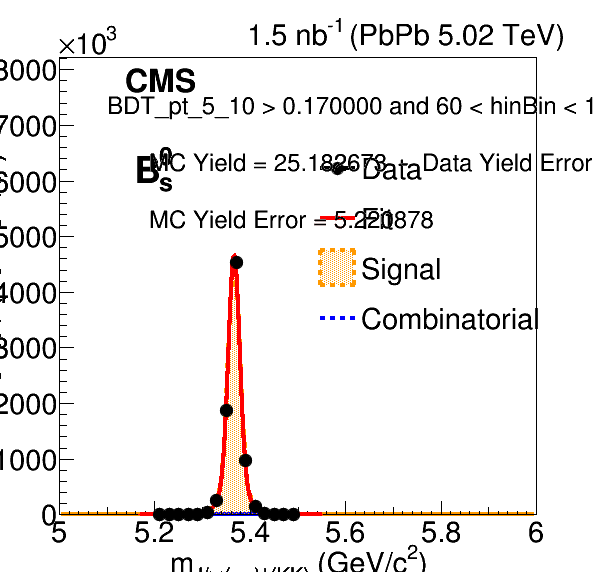 ×10³
1.5 nb⁻¹ (PbPb 5.02 TeV)
CMS
BDT_pt_5_10 > 0.170000 and 60 < hinBin < 1
B⁰s
MC Yield = 25.182673
Data Yield Error
Data
MC Yield Error = 5.220878
Fit
Signal
Combinatorial
8000
7000
6000
5000
4000
3000
2000
1000
0
5 5.2 5.4 5.6 5.8 6
m (GeV/c²)